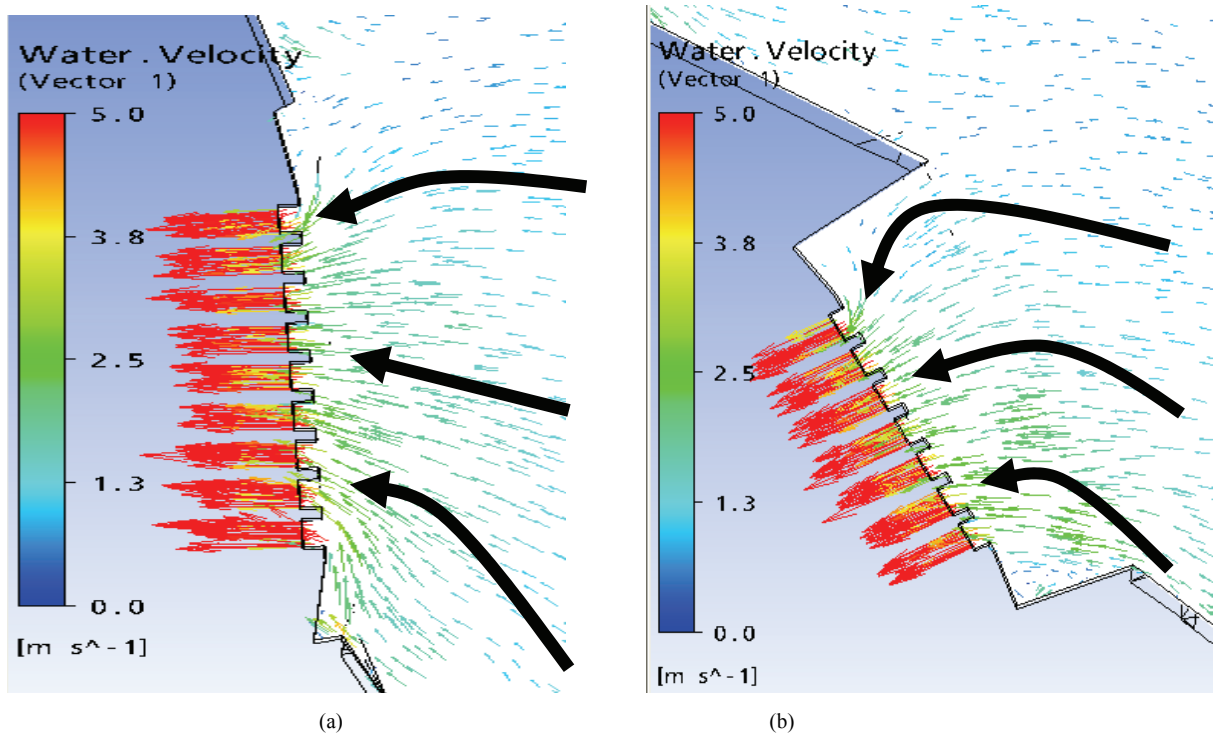 Water . Velocity
(Vector 1)
5.0
3.8
2.5
1.3
0.0
[m s^-1]
(a)
Water . Velocity
(Vector 1)
5.0
3.8
2.5
1.3
0.0
[m s^-1]
(b)